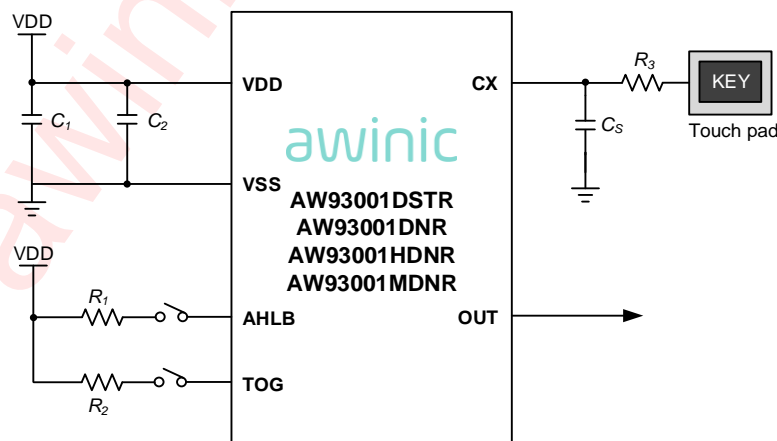 VDD
C1
C2
VDD
VSS
VDD
R1
R2
AHLB
TOG
awinic
AW93001DSTR
AW93001DNR
AW93001HDNR
AW93001MDNR
CX
OUT
R3
CS
KEY
Touch pad
awinic